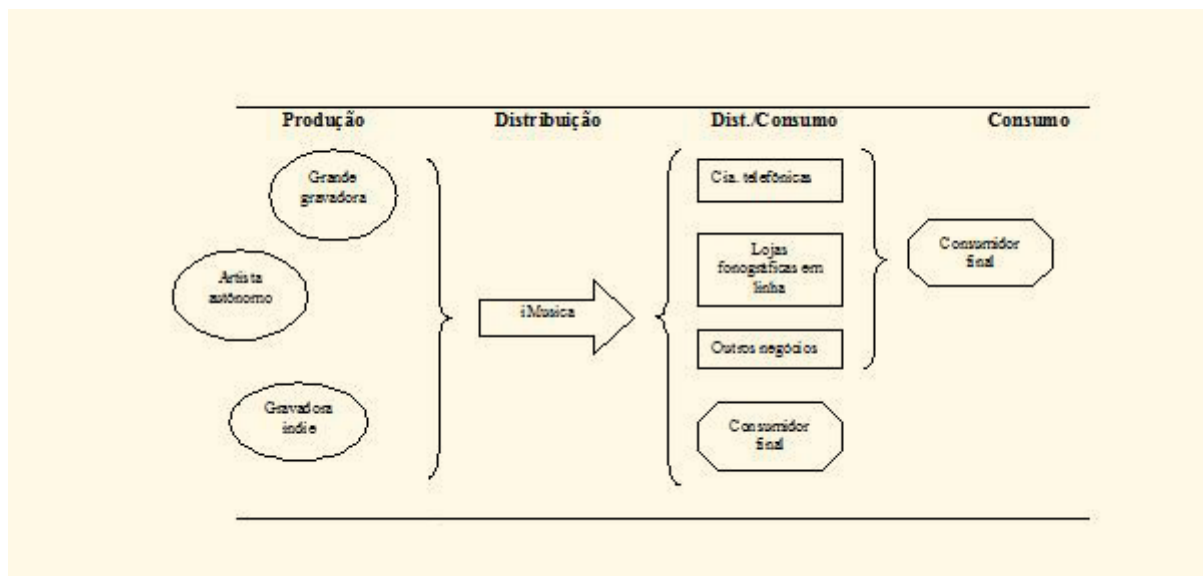 Produção Distribuição Dist./Consumo Consumo
Grande
gravadora
Artista
autônomo
Gravadora
indie
iMusica
Cia. telefônicas
Lojas
fonográficas em
linha
Outros negócios
Consumidor
final
Consumidor
final